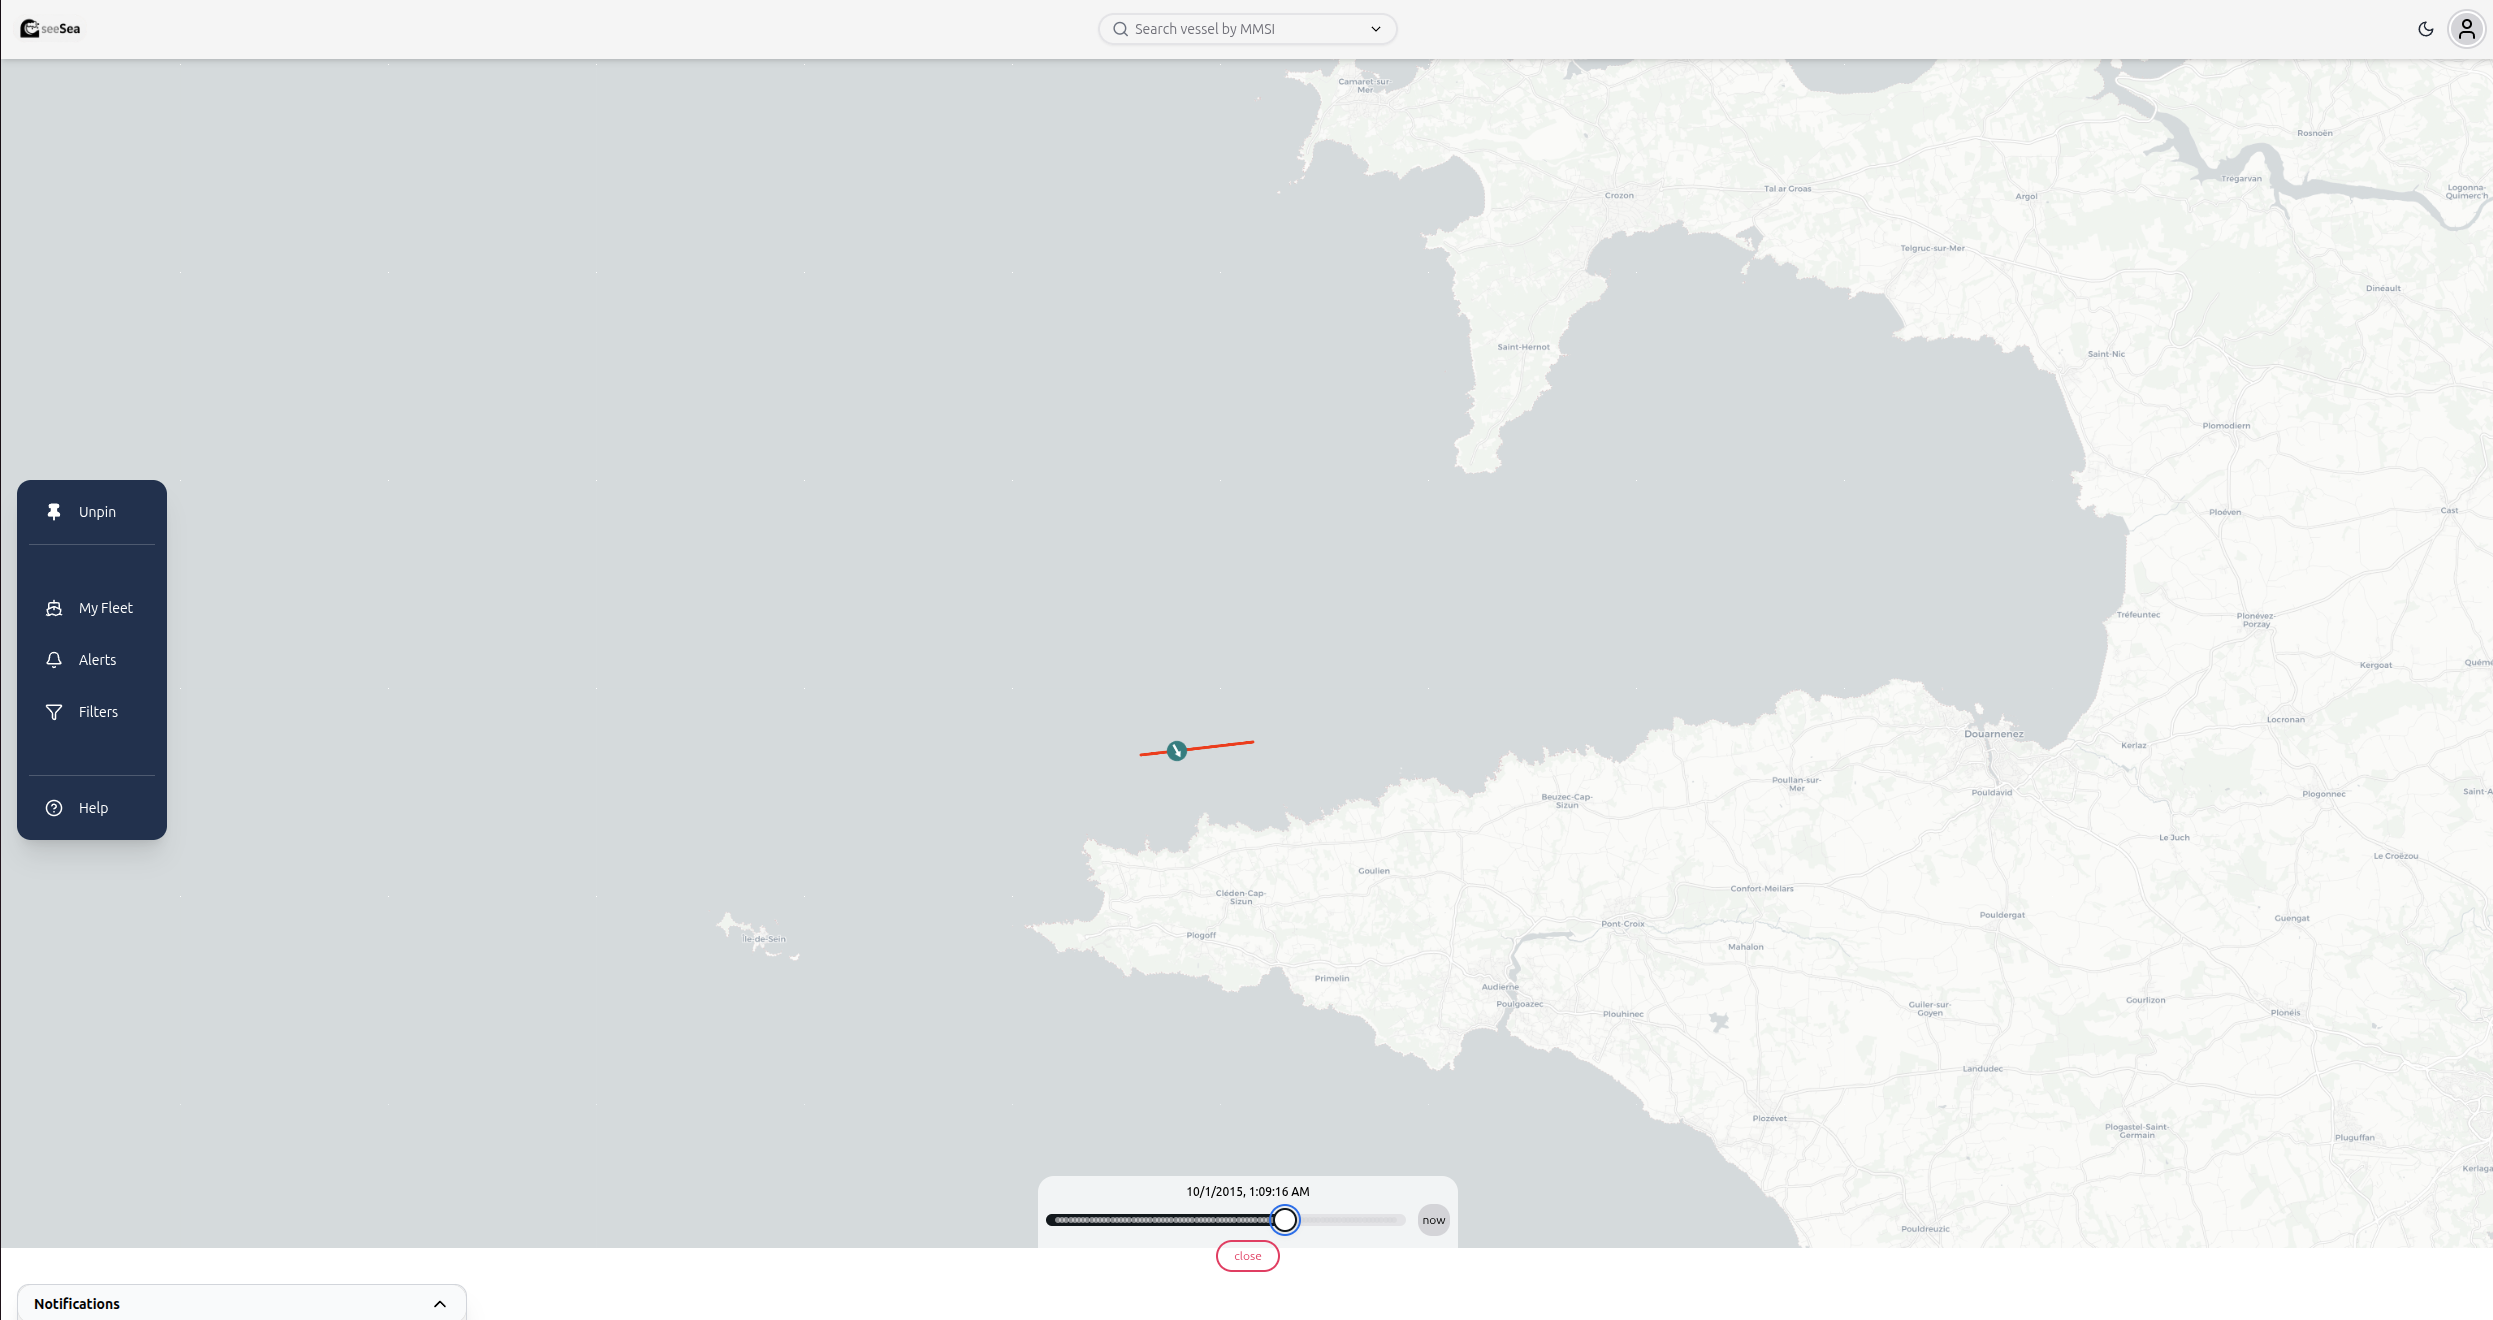 seeSea
Search vessel by MMSI
Camaret-sur-
Mer
Rosnoën
Trégarvan
Logonna-
Quimerc'h
Crozon
Tal ar Groas
Argol
Telgruc-sur-Mer
Dinéault
Saint-Hernot
Saint-Nic
Plomodiern
Unpin
Ploéven
Cast
My Fleet
Tréfeuntec
Plonévez-
Porzay
Alerts
Kergoat
Quémé
Filters
Locronan
Douarnenez
Kerlaz
Poullan-sur-
Mer
Pouldavid
Plogonnec
Saint-A
Beuzec-Cap-
Sizun
Help
Le Juch
Le Croëzou
Goulien
Cléden-Cap-
Sizun
Confort-Meilars
Pouldergat
Guengat
Pont-Croix
Plogoff
Île-de-Sein
Mahalon
Primelin
Audierne
Poulgoazec
Plouhinec
Guiler-sur-
Goyen
Gourlizon
Plonéis
Landudec
Plozévet
Plogastel-Saint-
Germain
Pluguffan
Kerlaga
10/1/2015, 1:09:16 AM
now
Pouldreuzic
close
Notifications